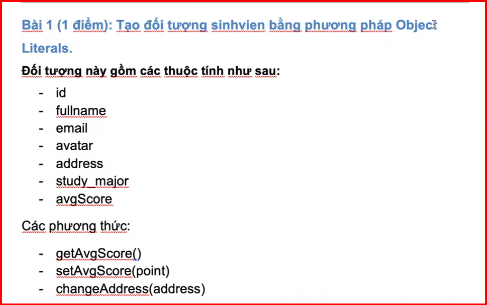 Bài 1 (1 điểm): Tạo đối tượng sinhvien bằng phương pháp Object
Literals.
Đối tượng này gồm các thuộc tính như sau:
- id
- fullname
- email
- avatar
- address
- study_major
- avgScore
Các phương thức:
- getAvgScore()
- setAvgScore(point)
- changeAddress(address)